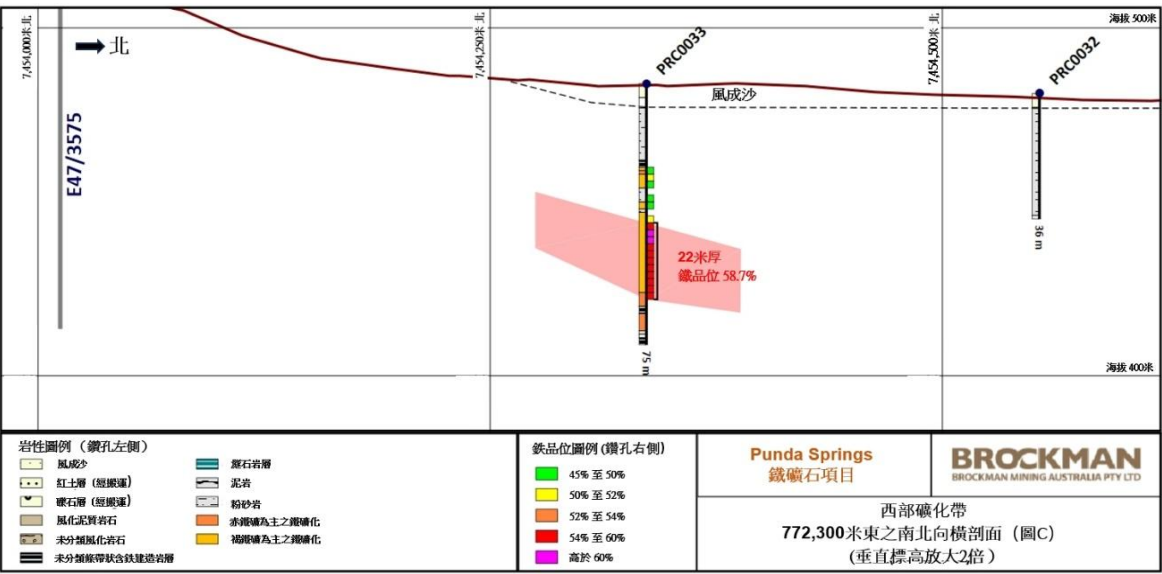 海拔 500米
7,454,000米 北
北
7,454,250米 北
PRC0033
7,454,500米 北
PRC0032
風成沙
E47/3575
36 m
22米厚
鐵品位 58.7%
75 m
海拔 400米
岩性圖例（鑽孔左側）
風成沙
紅土層（經搬運）
礫石層（經搬運）
風化泥質岩石
未分類風化岩石
未分類條帶狀含鉄建造岩層
燧石岩層
泥岩
粉砂岩
赤鐵礦為主之鐵礦化
褐鐵礦為主之鐵礦化
鉄品位圖例 (鑽孔右側)
45% 至 50%
50% 至 52%
52% 至 54%
54% 至 60%
高於 60%
Punda Springs
鐵礦石項目
BROCKMAN
BROCKMAN MINING AUSTRALIA PTY LTD
西部礦化帶
772,300米東之南北向橫剖面（圖C）
(垂直標高放大2倍）